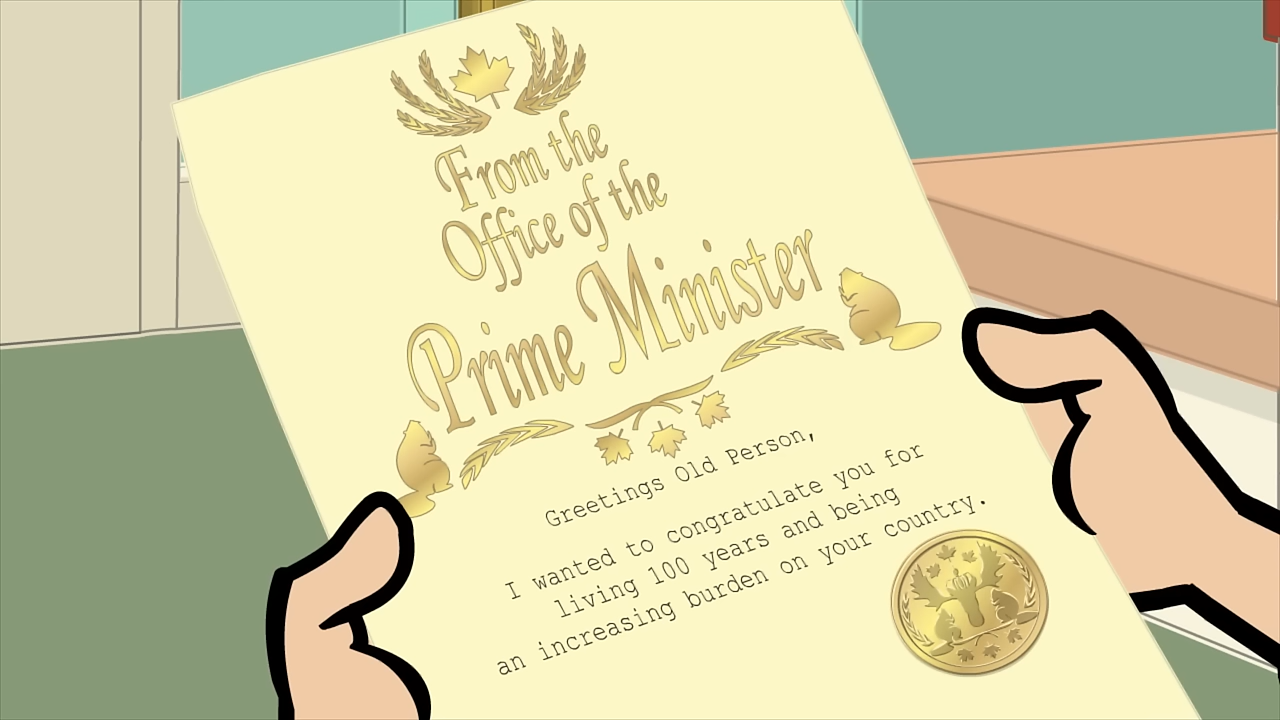 From the
Office of the
Prime Minister
Greetings Old Person,
I wanted to congratulate you for
living 100 years and being
an increasing burden on your country.